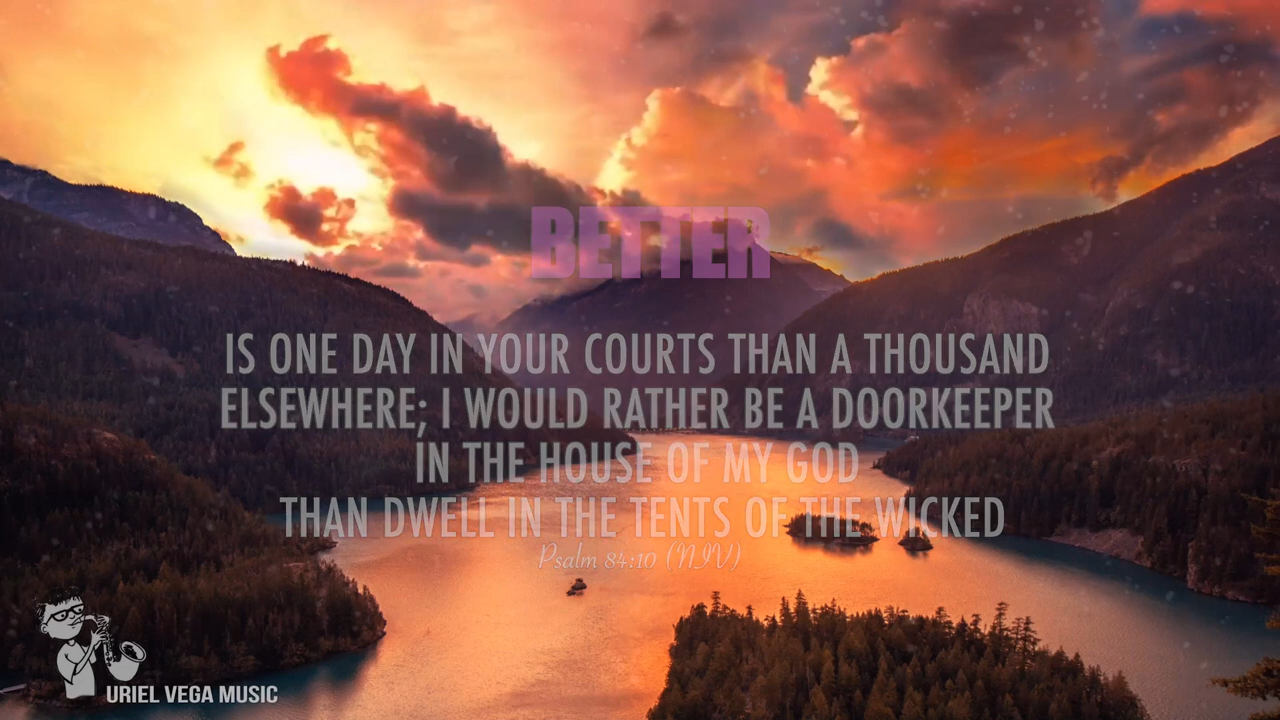 BETTER
IS ONE DAY IN YOUR COURTS THAN A THOUSAND
ELSEWHERE; I WOULD RATHER BE A DOORKEEPER
IN THE HOUSE OF MY GOD
THAN DWELL IN THE TENTS OF THE WICKED
Psalm 84:10 (NIV)
URIEL VEGA MUSIC